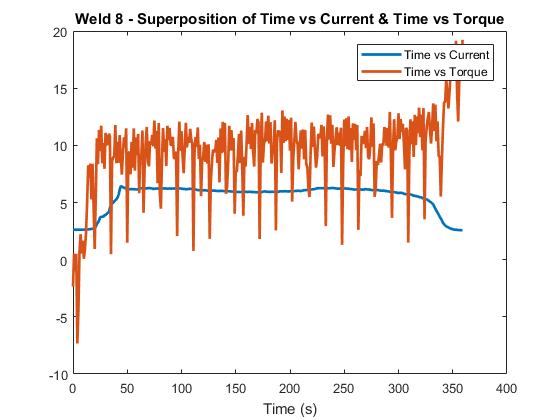 Weld 8 - Superposition of Time vs Current & Time vs Torque
20
15
10
5
0
-5
-10
Time vs Current
Time vs Torque
0 50 100 150 200 250 300 350 400
Time (s)